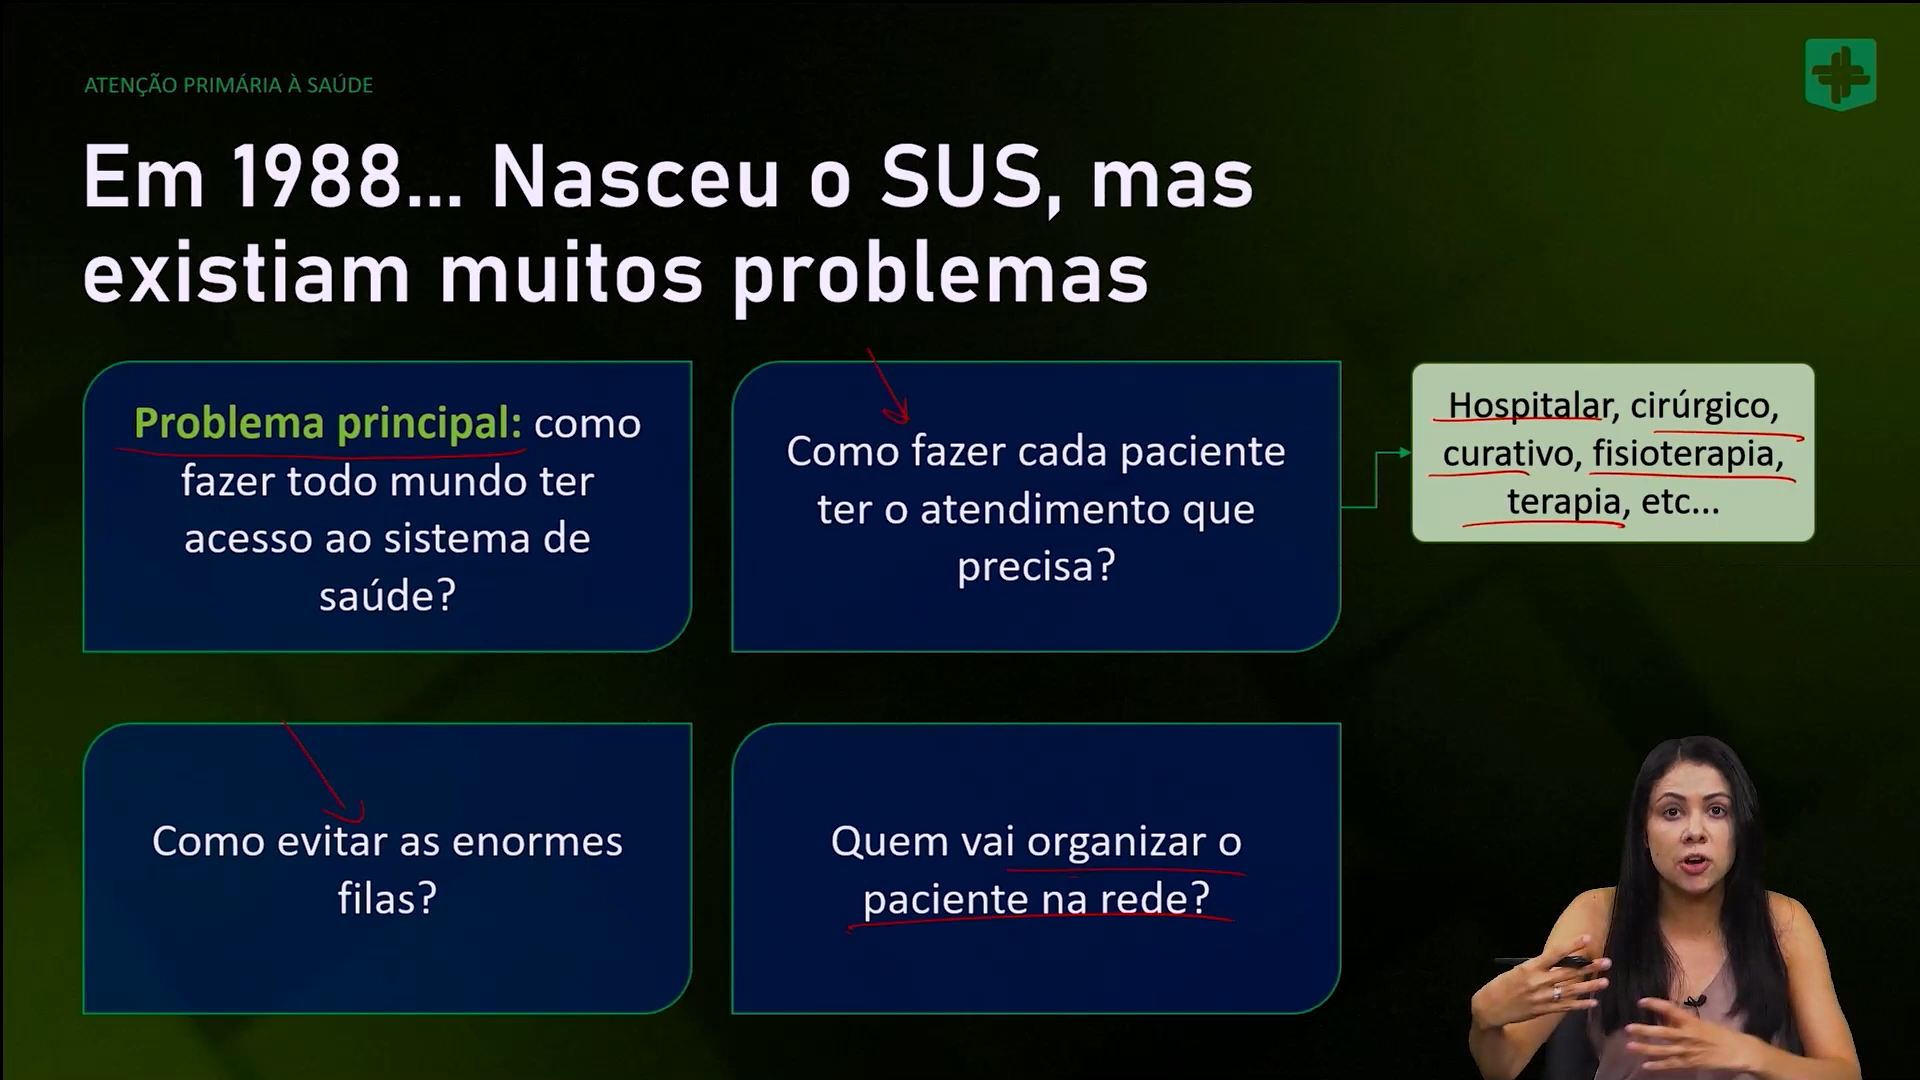 ATENÇÃO PRIMÁRIA À SAÚDE
Em 1988... Nasceu o SUS, mas
existiam muitos problemas
Problema principal: como
fazer todo mundo ter
acesso ao sistema de
saúde?
Como fazer cada paciente
ter o atendimento que
precisa?
Hospitalar, cirúrgico,
curativo, fisioterapia,
terapia, etc...
Como evitar as enormes
filas?
Quem vai organizar o
paciente na rede?